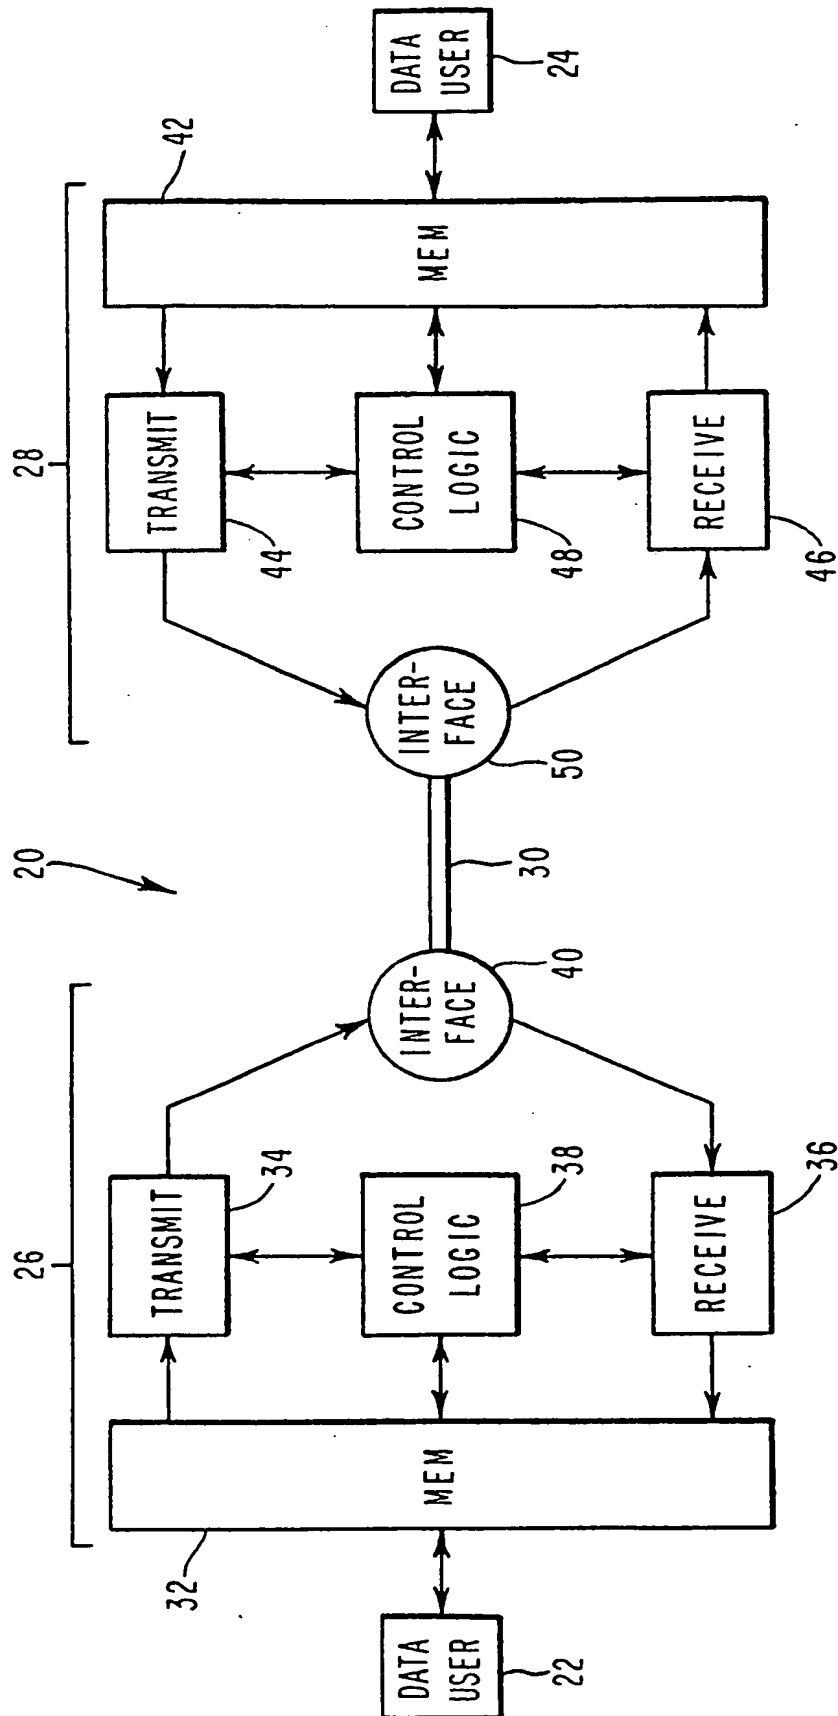 20
26
28
DATA
USER
22
32
MEM
TRANSMIT
34
CONTROL
LOGIC
38
RECEIVE
36
INTER-
FACE
40
30
INTER-
FACE
50
TRANSMIT
44
CONTROL
LOGIC
48
RECEIVE
46
MEM
42
DATA
USER
24